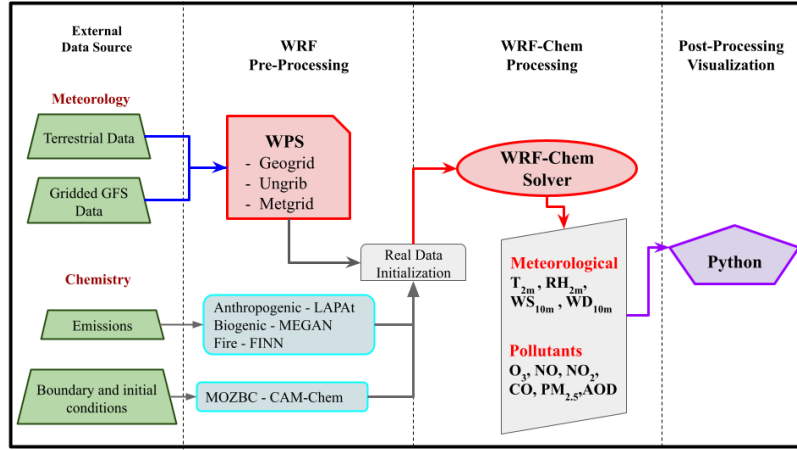 External
Data Source
WRF
Pre-Processing
WRF-Chem
Processing
Post-Processing
Visualization
Meteorology
Terrestrial Data
Gridded GFS
Data
WPS
- Geogrid
- Ungrib
- Metgrid
WRF-Chem
Solver
Real Data
Initialization
Meteorological
T2m , RH2m,
WS10m , WD10m
Pollutants
O3, NO, NO2,
CO, PM2.5,AOD
Python
Chemistry
Emissions
Anthropogenic - LAPAt
Biogenic - MEGAN
Fire - FINN
Boundary and initial
conditions
MOZBC - CAM-Chem